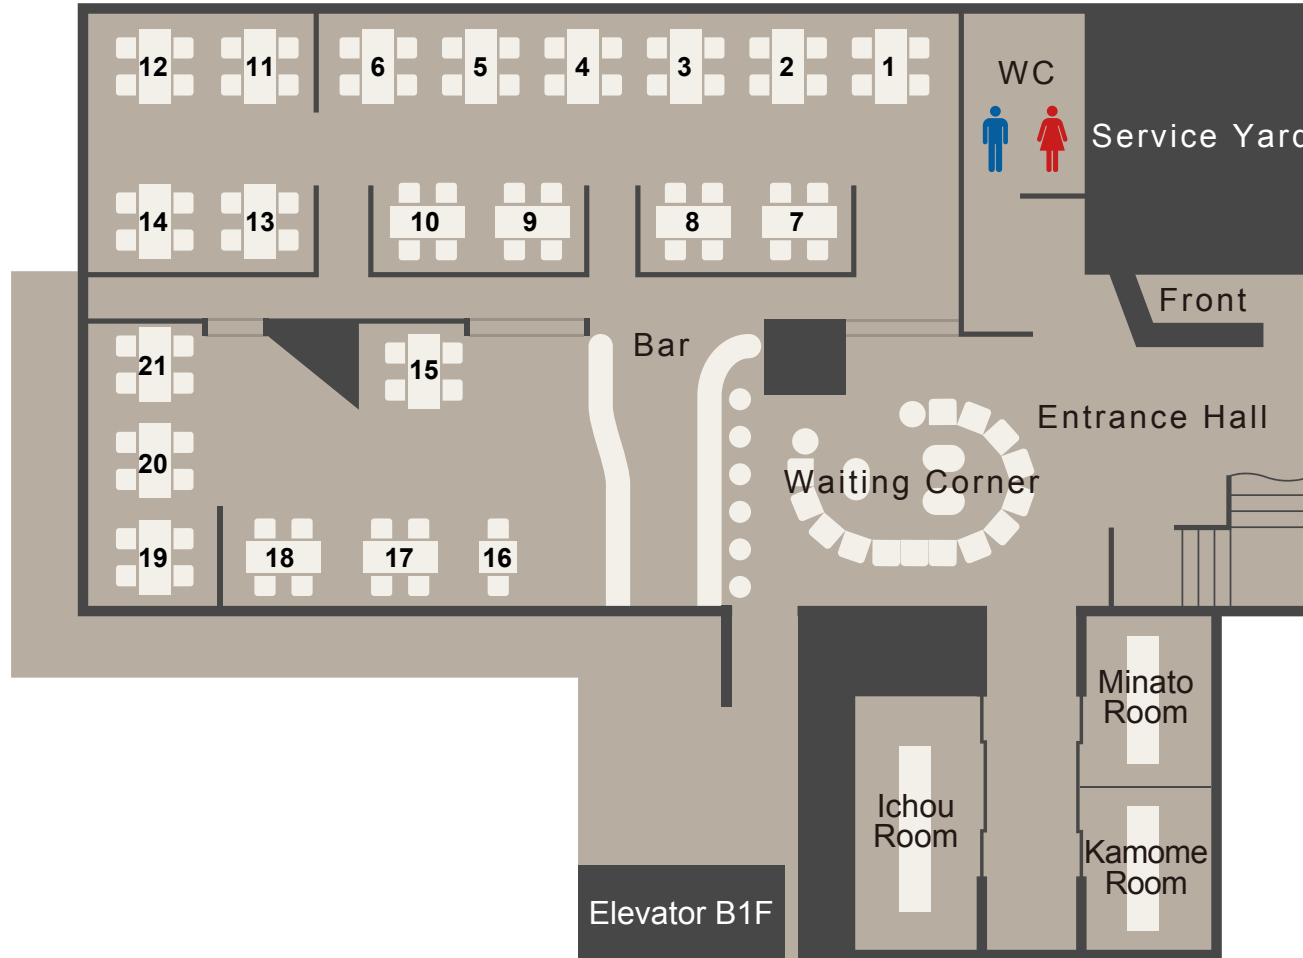 12
11
6
5
4
3
2
1
WC
Service Yard
14
13
10
9
8
7
Front
21
15
Bar
Entrance Hall
20
Waiting Corner
19
18
17
16
Minato
Room
Ichou
Room
Kamome
Room
Elevator B1F